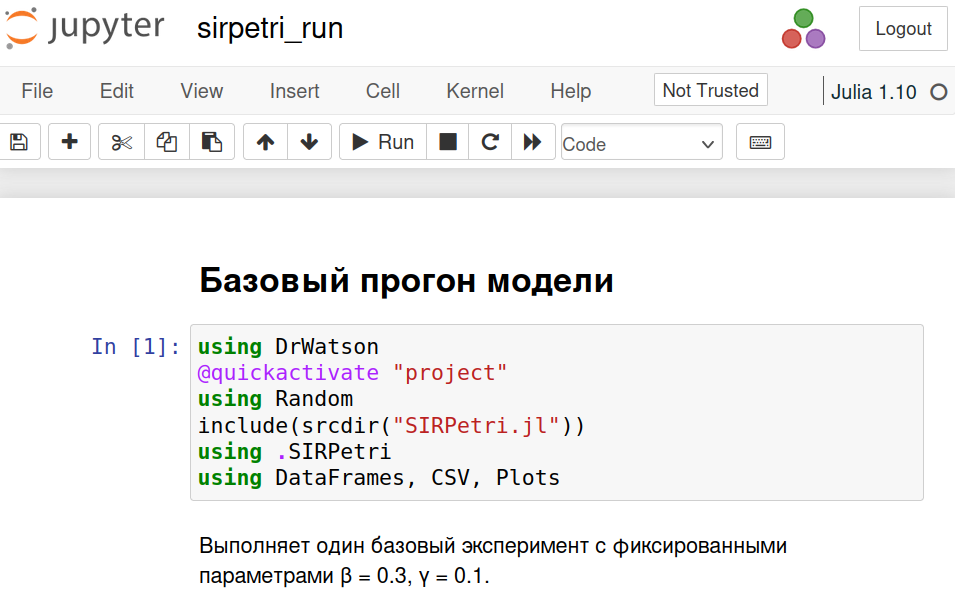 jupyter sirpetri_run Logout
File Edit View Insert Cell Kernel Help Not Trusted Julia 1.10
Run Code
Базовый прогон модели
In [1]: using DrWatson
@quickactivate "project"
using Random
include(srcdir("SIRPetri.jl"))
using .SIRPetri
using DataFrames, CSV, Plots
Выполняет один базовый эксперимент с фиксированными
параметрами β = 0.3, γ = 0.1.